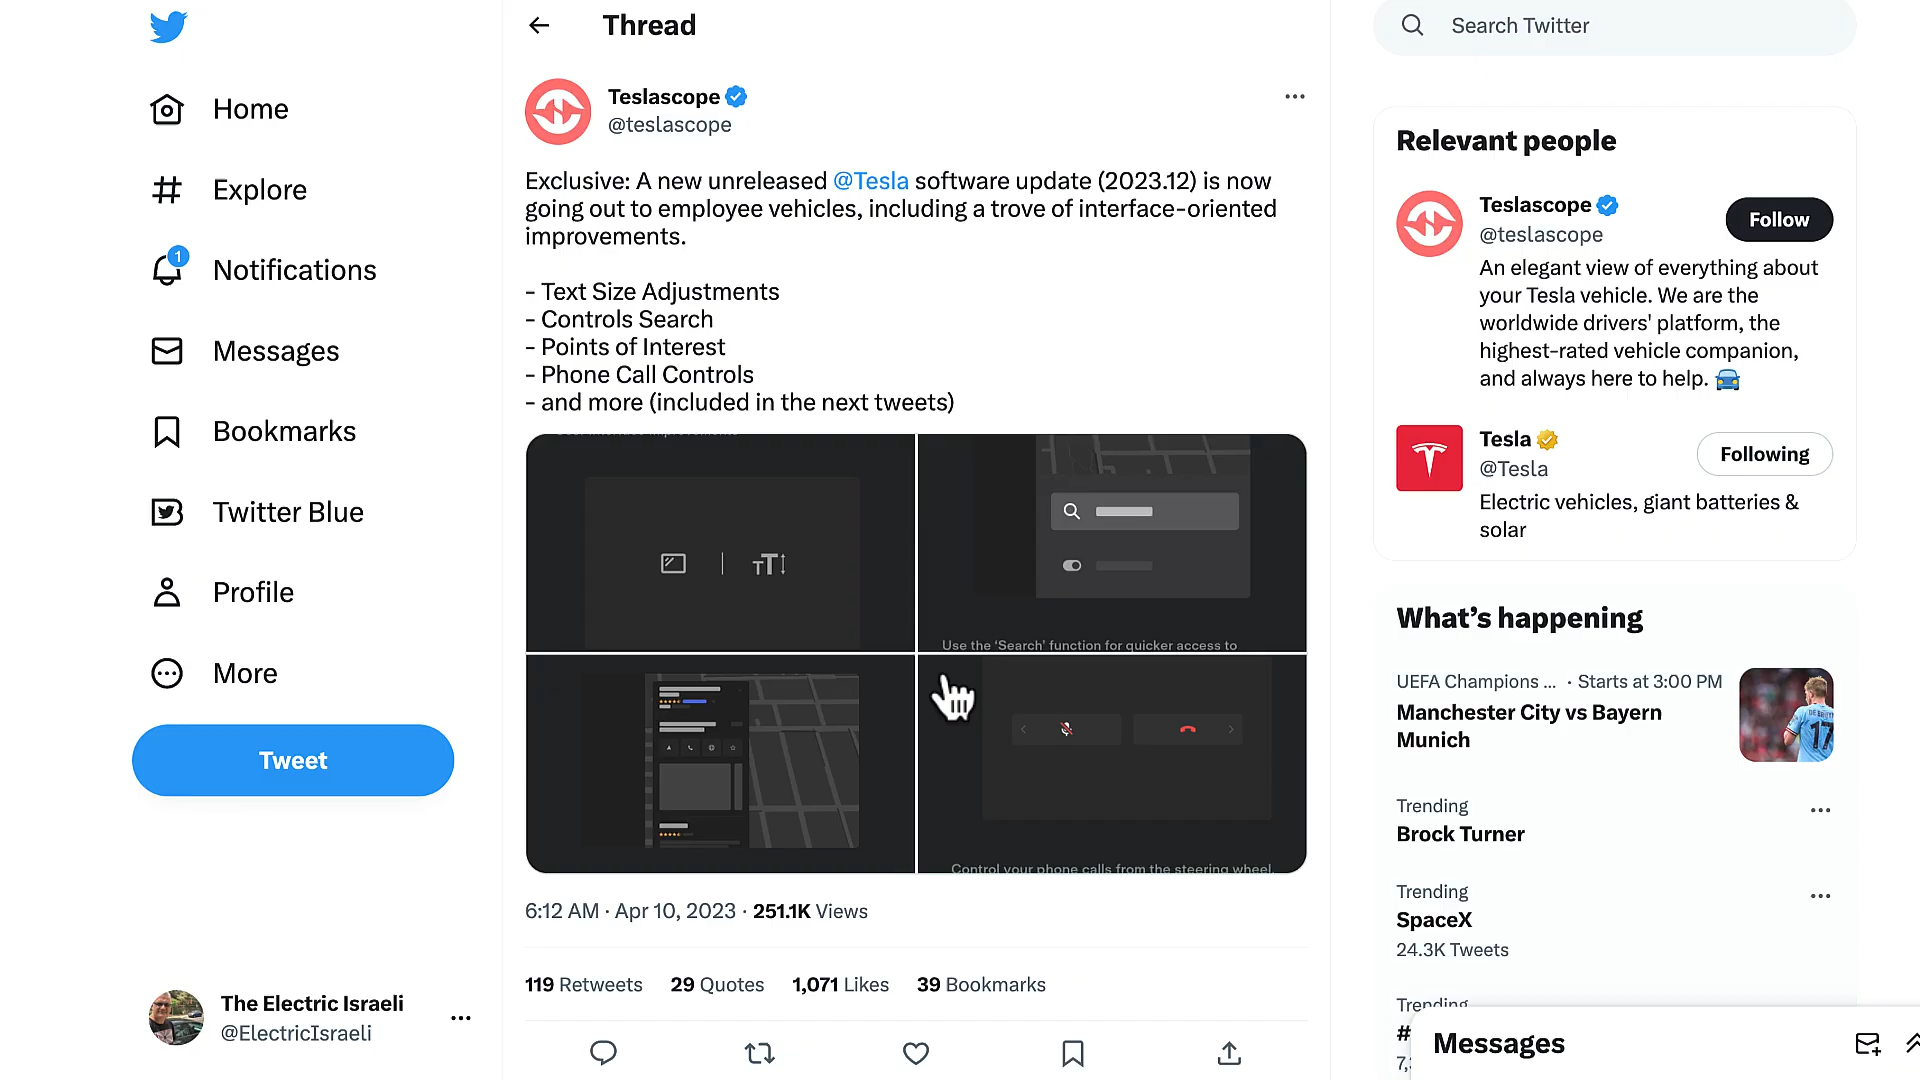 Home
Explore
1
Notifications
Messages
Bookmarks
Twitter Blue
Profile
More
Tweet
The Electric Israeli
@ElectricIsraeli
Thread
Teslascope
@teslascope
Exclusive: A new unreleased @Tesla software update (2023.12) is now
going out to employee vehicles, including a trove of interface-oriented
improvements.
- Text Size Adjustments
- Controls Search
- Points of Interest
- Phone Call Controls
- and more (included in the next tweets)
Use the 'Search' function for quicker access to
Control your phone calls from the steering wheel.
6:12 AM · Apr 10, 2023 · 251.1K Views
119 Retweets 29 Quotes 1,071 Likes 39 Bookmarks
Search Twitter
Relevant people
Teslascope
@teslascope
Follow
An elegant view of everything about
your Tesla vehicle. We are the
worldwide drivers' platform, the
highest-rated vehicle companion,
and always here to help.
Tesla
@Tesla
Following
Electric vehicles, giant batteries &
solar
What's happening
UEFA Champions ... · Starts at 3:00 PM
Manchester City vs Bayern
Munich
Trending
Brock Turner
Trending
SpaceX
24.3K Tweets
Trending
#
Messages